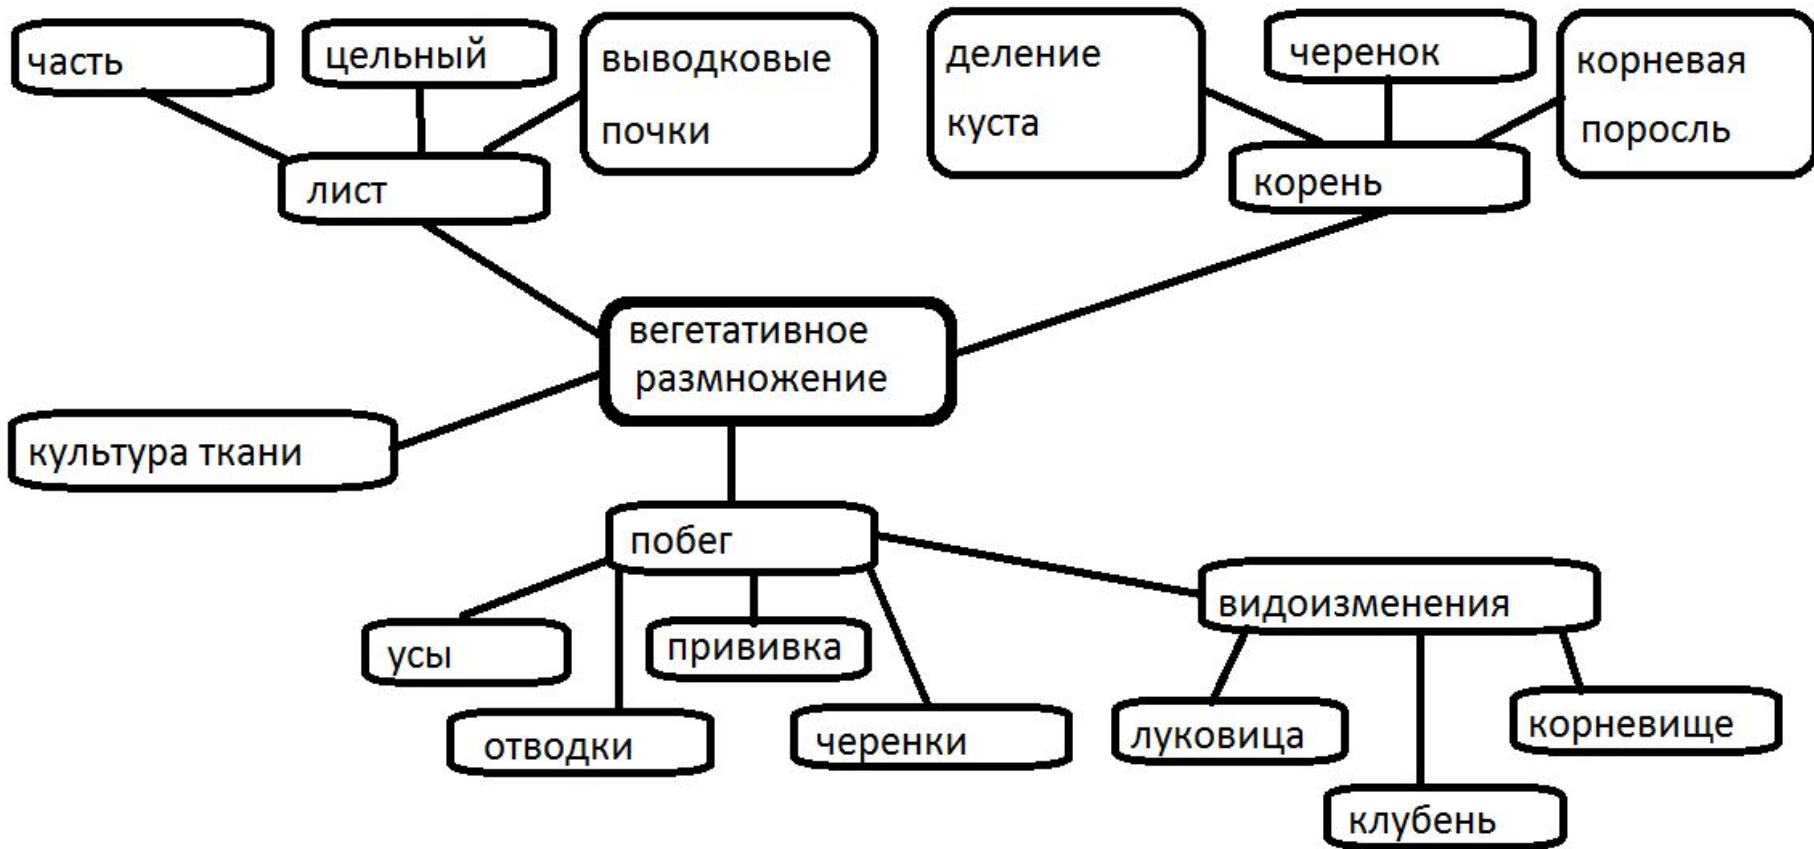 часть
цельный
выводковые
почки
деление
куста
черенок
корневая
поросль
лист
корень
вегетативное
размножение
культура ткани
побег
видоизменения
усы
прививка
отводки
черенки
луковица
корневище
клубень